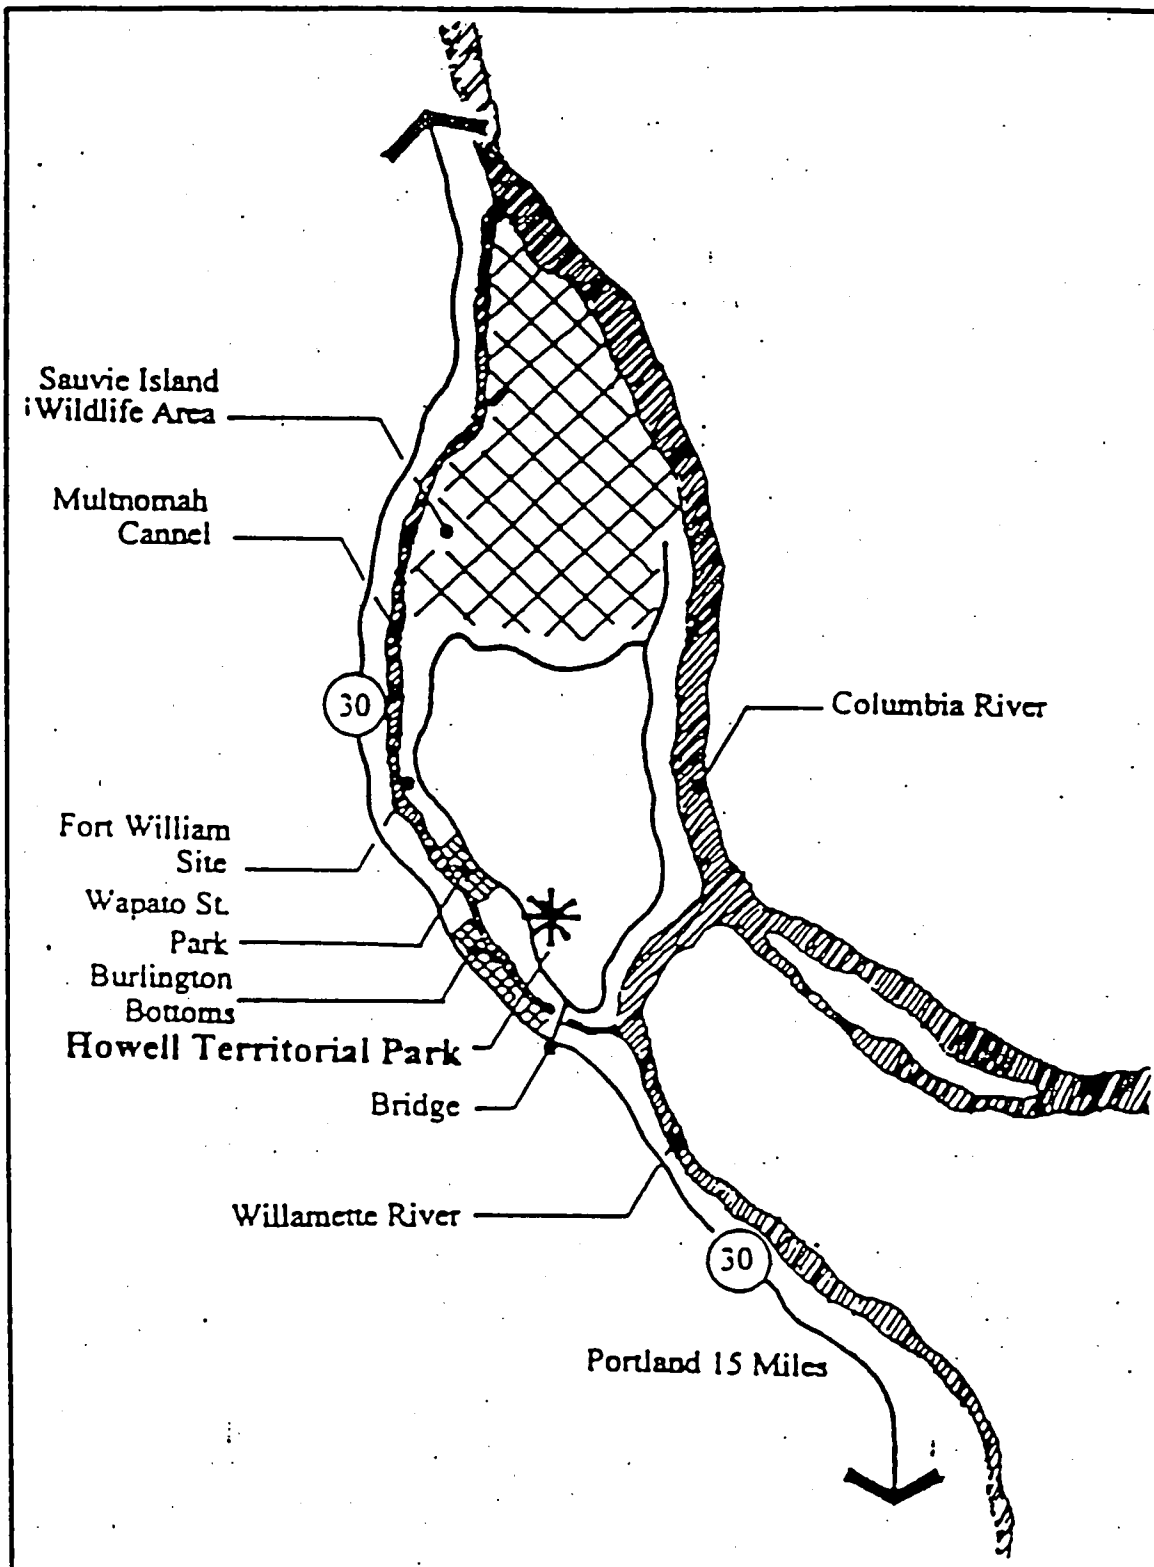 Sauvie Island
Wildlife Area
Multnomah
Cannel
30
Columbia River
Fort William
Site
Wapato St.
Park
Burlington
Bottoms
Howell Territorial Park
Bridge
Willamette River
30
Portland 15 Miles